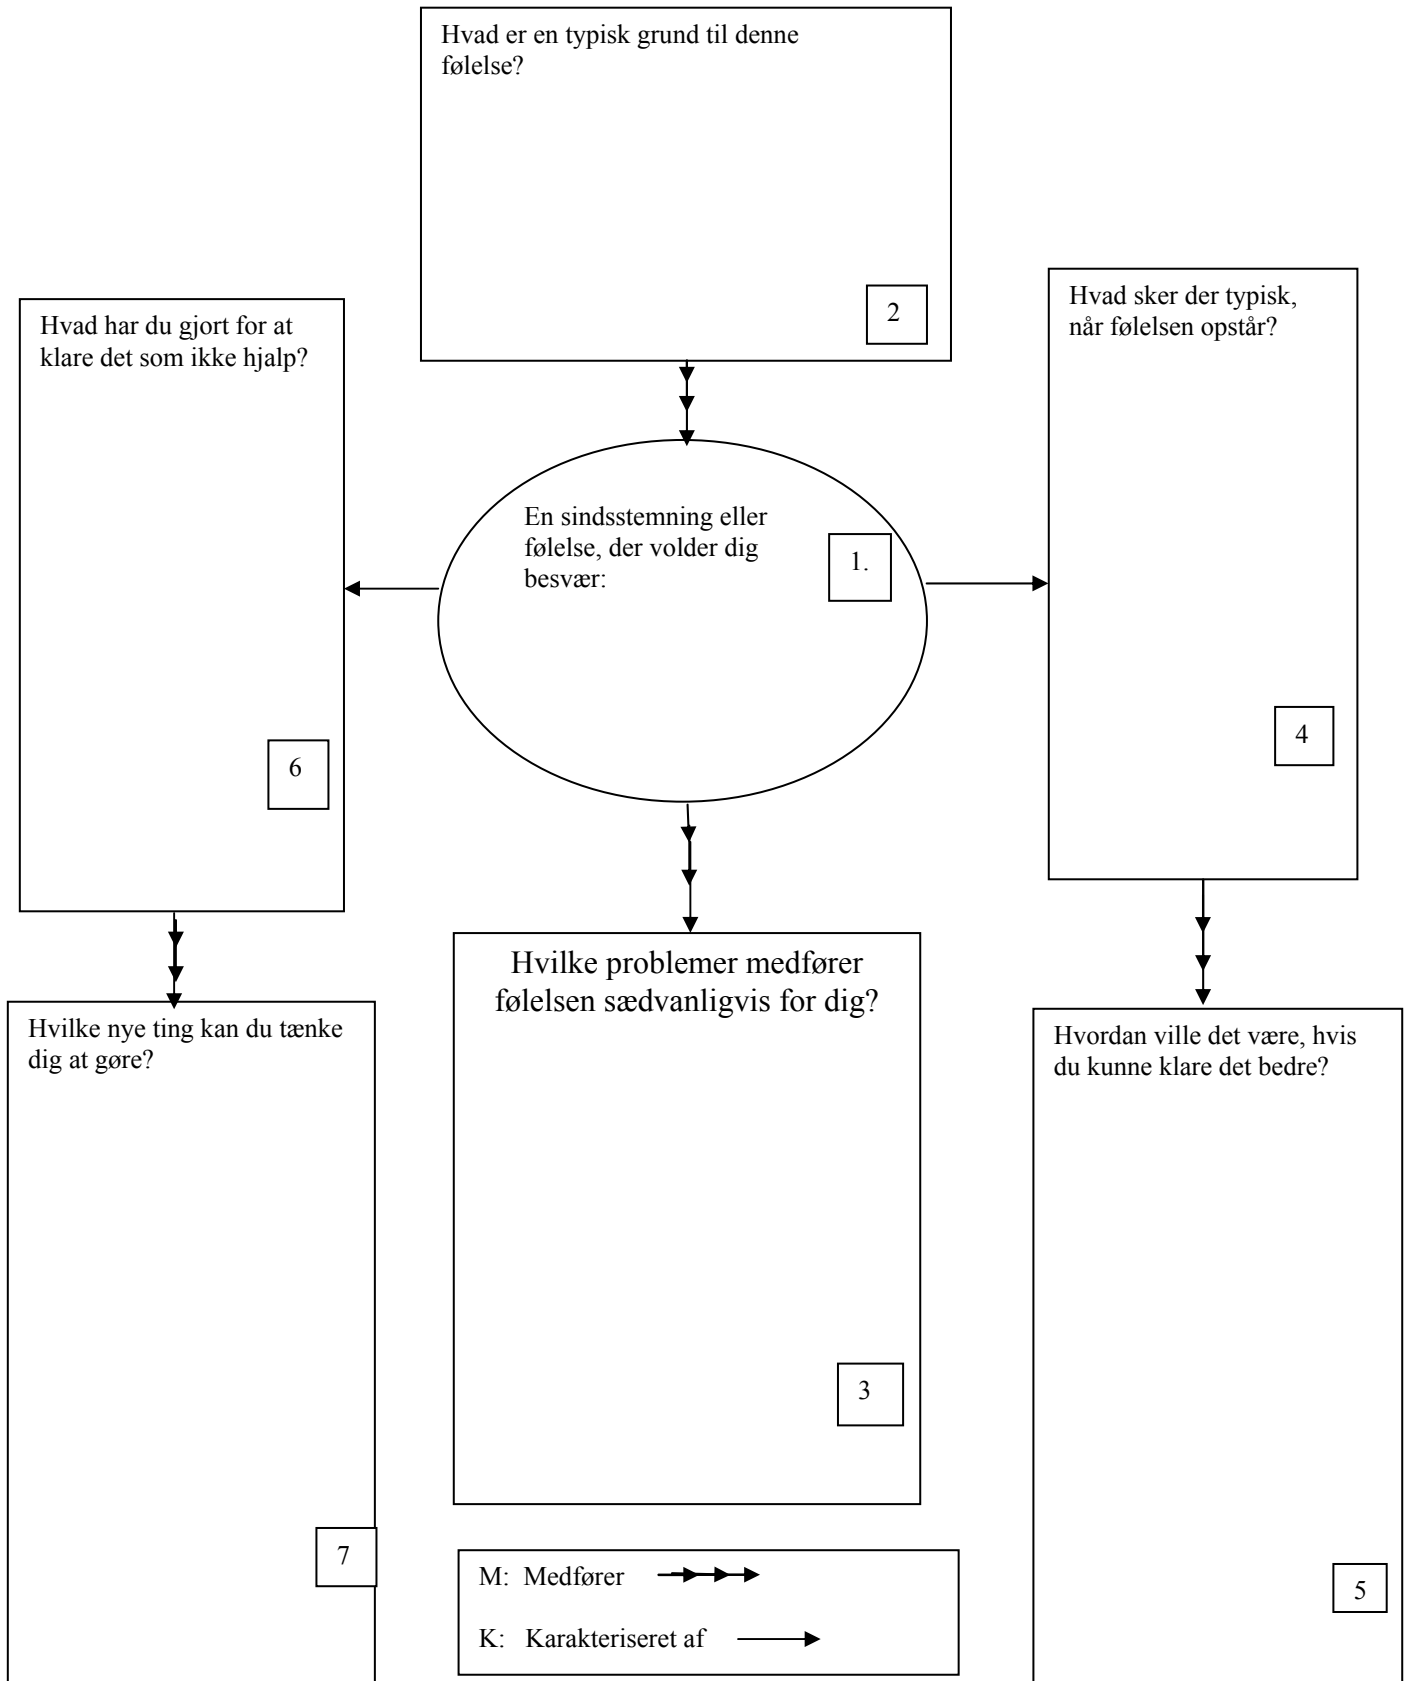 Hvad er en typisk grund til denne
følelse?
2
Hvad sker der typisk,
når følelsen opstår?
4
Hvad har du gjort for at
klare det som ikke hjalp?
6
En sindsstemning eller
følelse, der volder dig
besvær:
1.
Hvilke problemer medfører
følelsen sædvanligvis for dig?
3
Hvilke nye ting kan du tænke
dig at gøre?
7
Hvordan ville det være, hvis
du kunne klare det bedre?
5
M: Medfører
K: Karakteriseret af